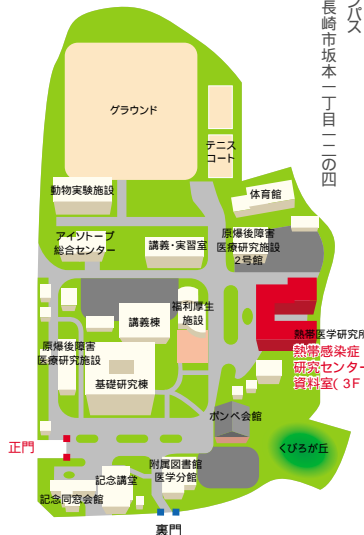 ンパス
長崎市坂本一丁目一二の四
グラウンド
テニス
コート
動物実験施設
体育館
アイソトープ
総合センター
講義・実習室
原爆後障害
医療研究施設
2号館
福利厚生
施設
講義棟
熱帯医学研究所
熱帯感染症
研究センター
資料室(3F
原爆後障害
医療研究施設
基礎研究棟
ポンペ会館
くびろが丘
正門
附属図書館
医学分館
記念講堂
記念同窓会館
裏門